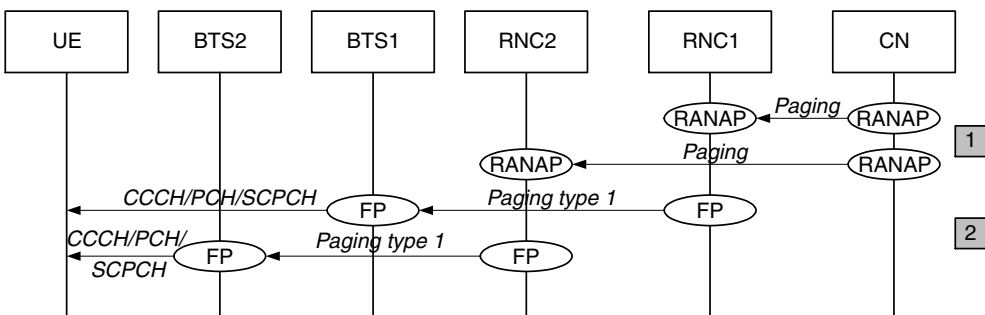 UE BTS2 BTS1 RNC2 RNC1 CN
RANAP Paging RANAP
1
RANAP Paging RANAP
CCCH/PCH/SCPCH FP Paging type 1 FP
2
CCCH/PCH/
SCPCH
FP Paging type 1 FP